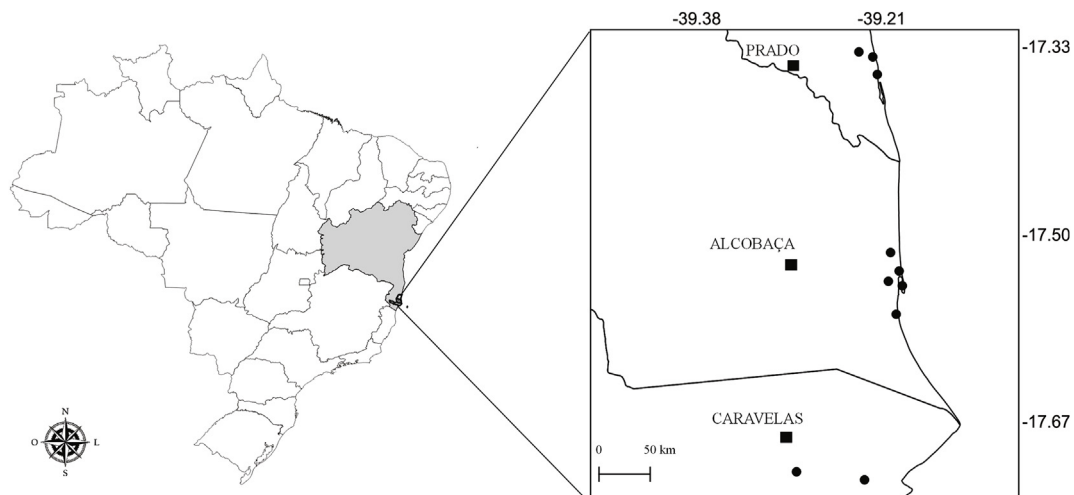 -39.38 -39.21
-17.33
PRADO
-17.50
ALCOBAÇA
-17.67
CARAVELAS
0 50 km
N
O L
S